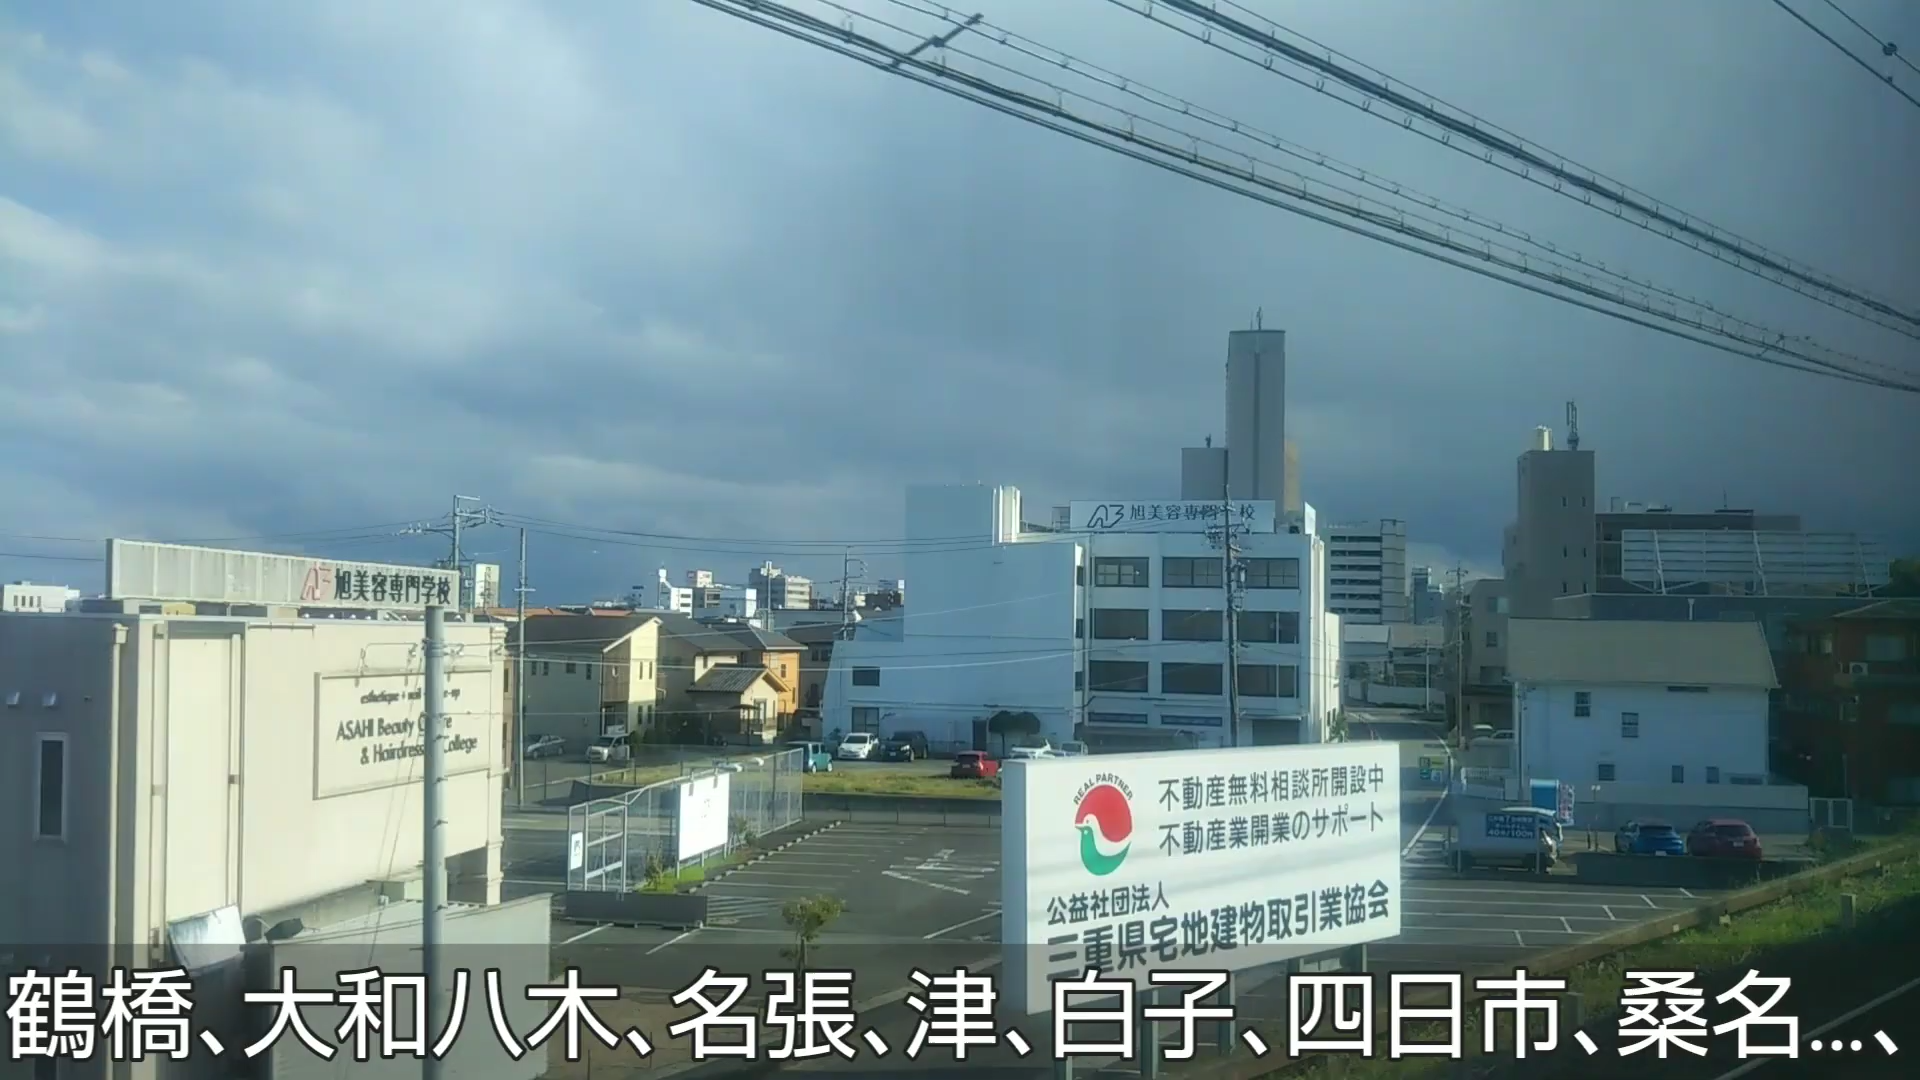 旭美容専門学校
旭美容専門学校
ASAHI Beauty
& Hairdress College
REAL PARTNER
不動産無料相談所開設中
不動産業開業のサポート
公益社団法人
三重県宅地建物取引業協会
鶴橋、大和八木、名張、津、白子、四日市、桑名…、